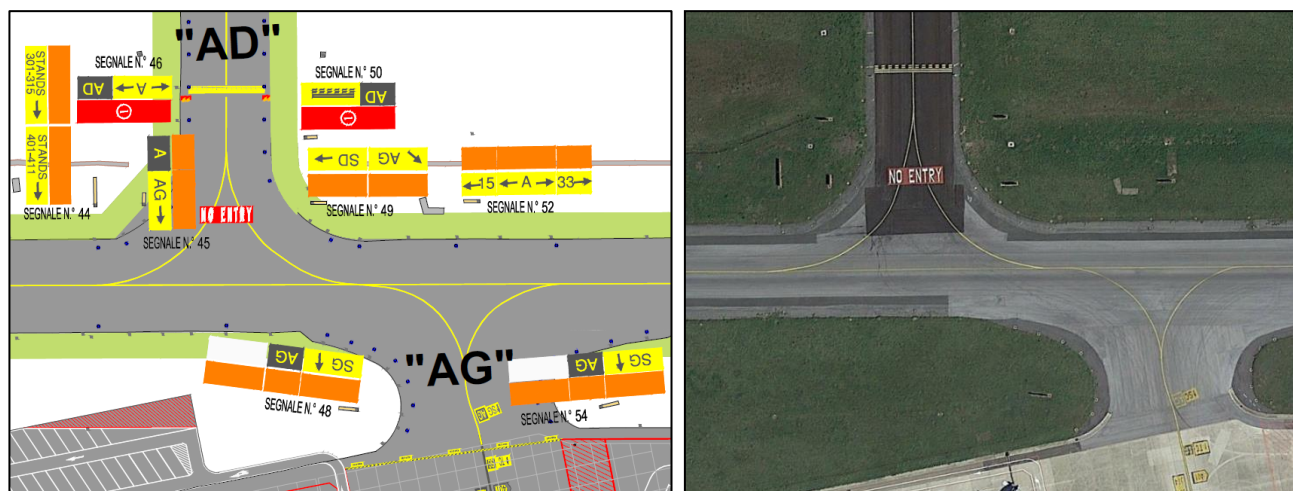 "AD"
SEGNALE N.° 46
AD ← A →
SEGNALE N.° 50
AD
STANDS
301-315
↓
STANDS
401-411
↓
SEGNALE N.° 44
A
AG ↓
SEGNALE N.° 45
NO ENTRY
← SD AG ↘
SEGNALE N.° 49
←15 ←A→ 33→
SEGNALE N.° 52
AG ↓ SG
SEGNALE N.° 48
"AG"
AG ↓ SG
SEGNALE N.° 54
NO ENTRY